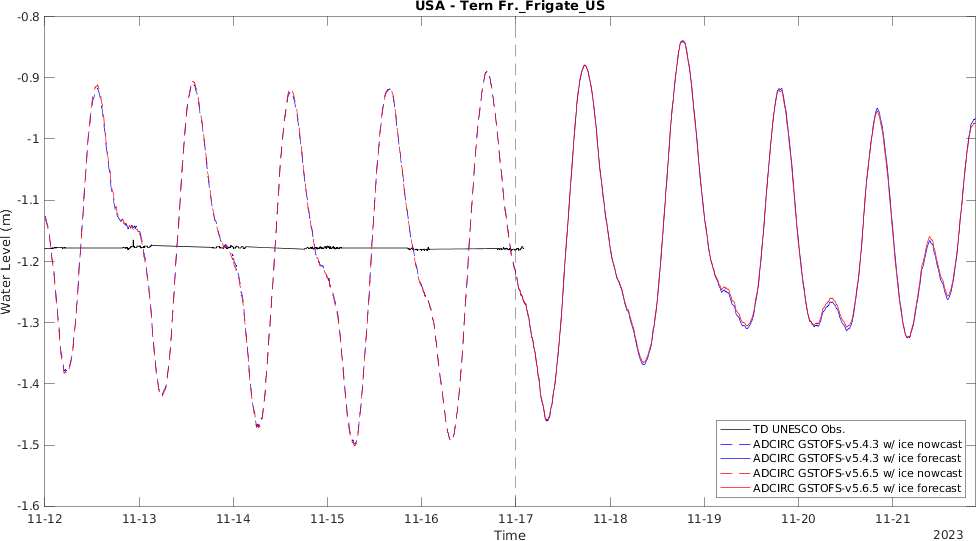 USA - Tern Fr._Frigate_US
-0.8
-0.9
-1
-1.1
-1.2
-1.3
-1.4
-1.5
-1.6
Water Level (m)
TD UNESCO Obs.
ADCIRC GSTOFS-v5.4.3 w/ ice nowcast
ADCIRC GSTOFS-v5.4.3 w/ ice forecast
ADCIRC GSTOFS-v5.6.5 w/ ice nowcast
ADCIRC GSTOFS-v5.6.5 w/ ice forecast
11-12 11-13 11-14 11-15 11-16 11-17 11-18 11-19 11-20 11-21
Time
2023